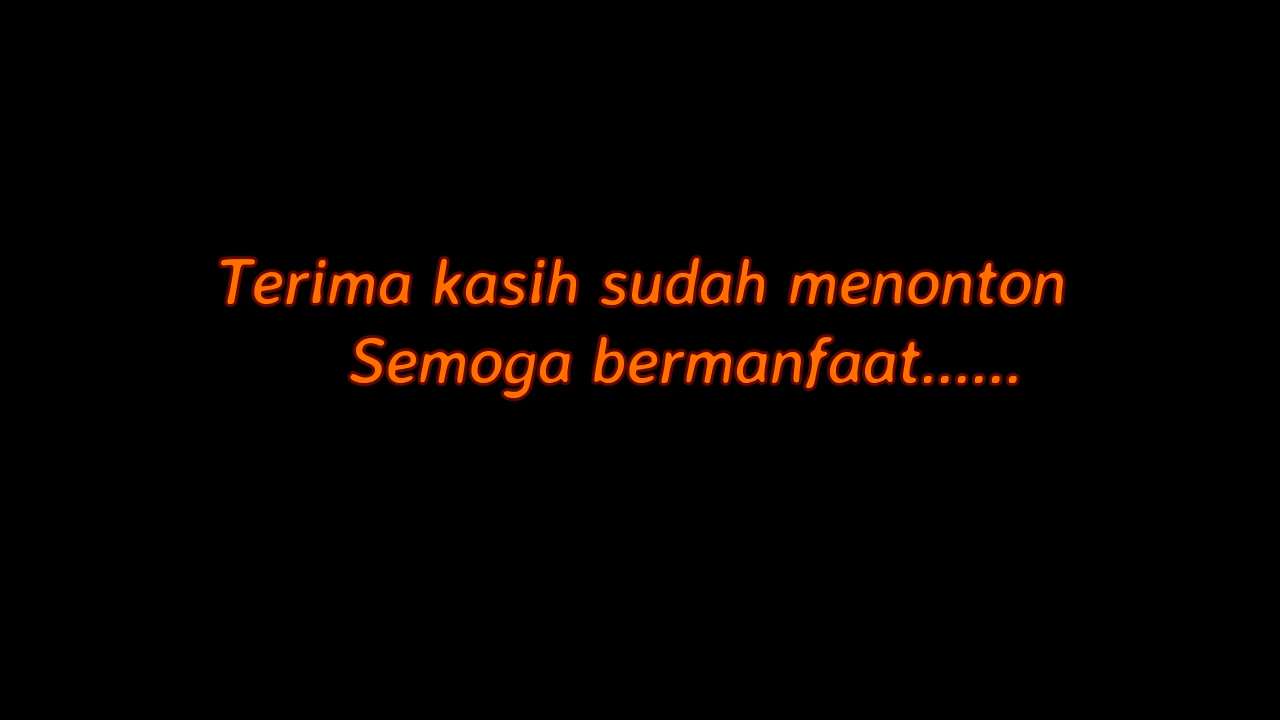 Terima kasih sudah menonton
Semoga bermanfaat......